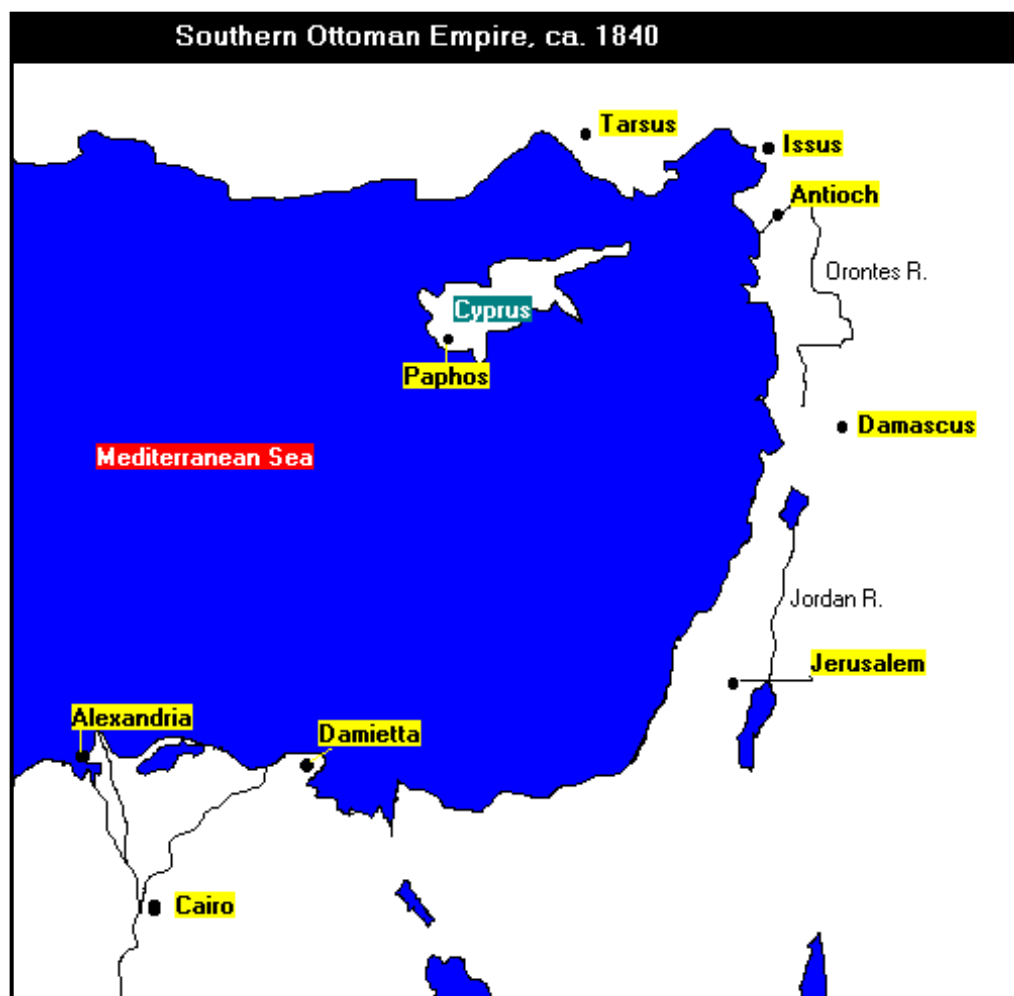 Southern Ottoman Empire, ca. 1840
Tarsus
Issus
Antioch
Orontes R.
Cyprus
Paphos
Damascus
Mediterranean Sea
Jordan R.
Jerusalem
Alexandria
Damietta
Cairo